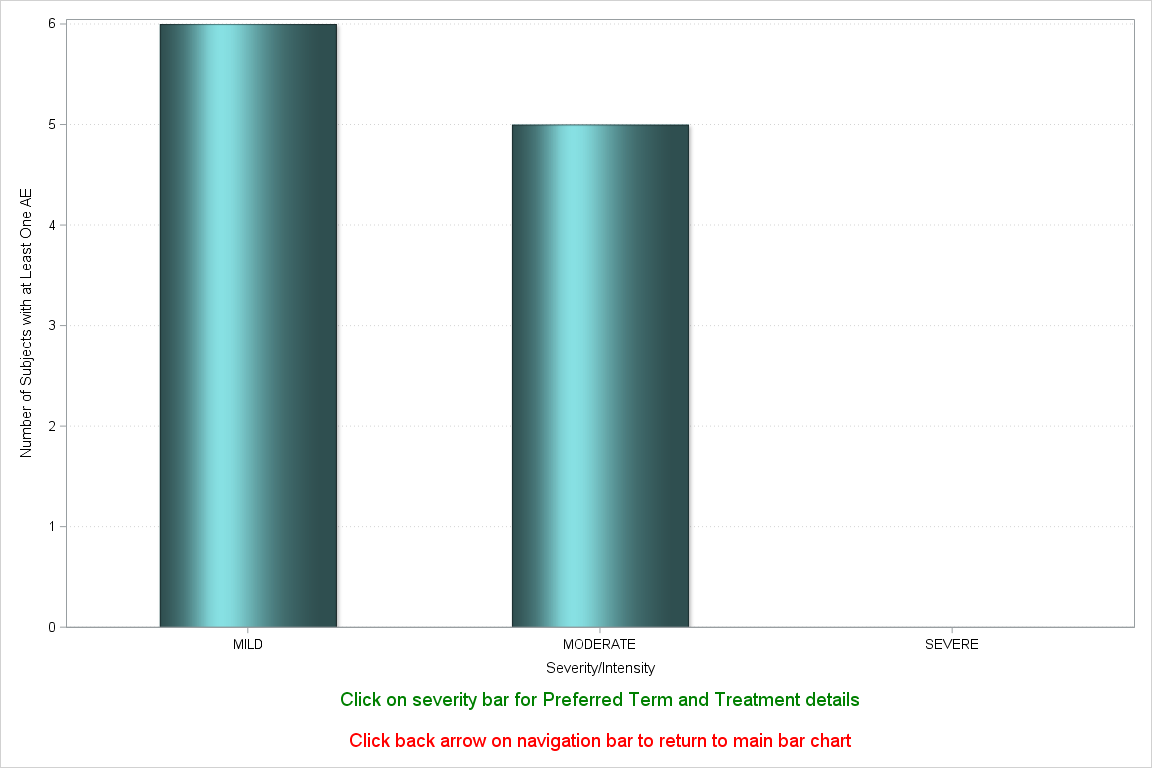 6
5
4
3
2
1
0
Number of Subjects with at Least One AE
MILD
MODERATE
SEVERE
Severity/Intensity
Click on severity bar for Preferred Term and Treatment details
Click back arrow on navigation bar to return to main bar chart